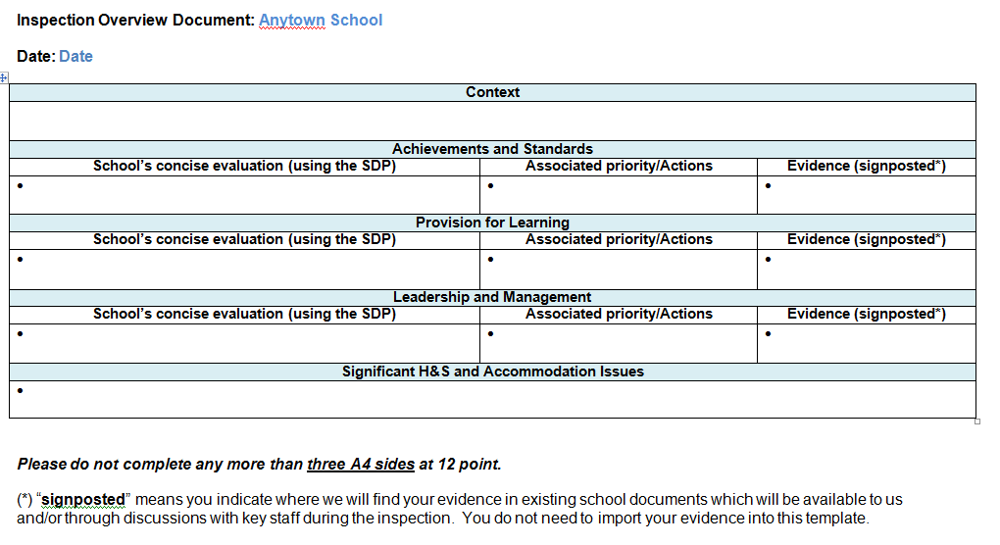 Inspection Overview Document: Anytown School
Date: Date
Context
Achievements and Standards
School's concise evaluation (using the SDP) Associated priority/Actions Evidence (signposted*)
• • •
Provision for Learning
School's concise evaluation (using the SDP) Associated priority/Actions Evidence (signposted*)
• • •
Leadership and Management
School's concise evaluation (using the SDP) Associated priority/Actions Evidence (signposted*)
• • •
Significant H&S and Accommodation Issues
•
Please do not complete any more than three A4 sides at 12 point.
(*) “signposted” means you indicate where we will find your evidence in existing school documents which will be available to us
and/or through discussions with key staff during the inspection.  You do not need to import your evidence into this template.